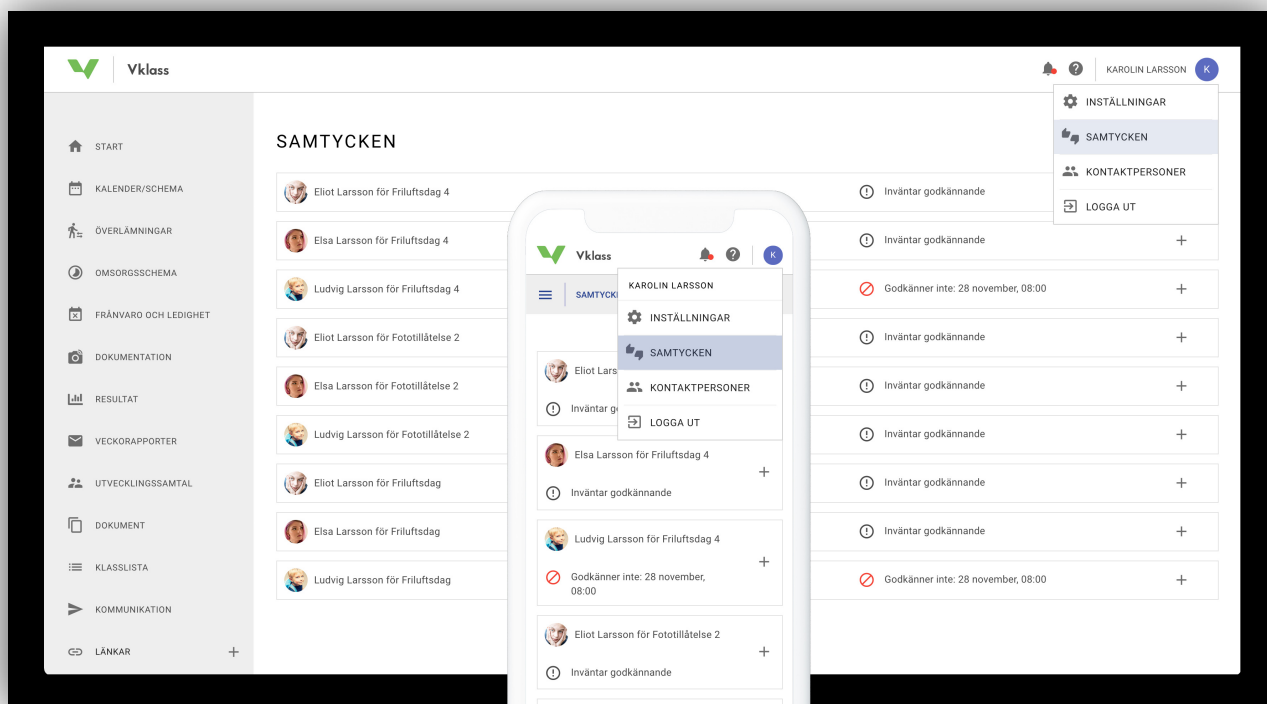 Vklass
KAROLIN LARSSON
K
INSTÄLLNINGAR
SAMTYCKEN
KONTAKTPERSONER
LOGGA UT
START
KALENDER/SCHEMA
ÖVERLÄMNINGAR
OMSORGSSCHEMA
FRÅNVARO OCH LEDIGHET
DOKUMENTATION
RESULTAT
VECKORAPPORTER
UTVECKLINGSSAMTAL
DOKUMENT
KLASSLISTA
KOMMUNIKATION
LÄNKAR
SAMTYCKEN
Eliot Larsson för Friluftsdag 4
Inväntar godkännande
Elsa Larsson för Friluftsdag 4
Inväntar godkännande
Ludvig Larsson för Friluftsdag 4
Godkänner inte: 28 november, 08:00
Eliot Larsson för Fototillåtelse 2
Inväntar godkännande
Elsa Larsson för Fototillåtelse 2
Inväntar godkännande
Ludvig Larsson för Fototillåtelse 2
Inväntar godkännande
Eliot Larsson för Friluftsdag
Inväntar godkännande
Elsa Larsson för Friluftsdag
Inväntar godkännande
Ludvig Larsson för Friluftsdag
Godkänner inte: 28 november, 08:00
Vklass
K
SAMTYCK
KAROLIN LARSSON
INSTÄLLNINGAR
SAMTYCKEN
KONTAKTPERSONER
LOGGA UT
Eliot Lars
Inväntar g
Elsa Larsson för Friluftsdag 4
Inväntar godkännande
Ludvig Larsson för Friluftsdag 4
Godkänner inte: 28 november,
08:00
Eliot Larsson för Fototillåtelse 2
Inväntar godkännande